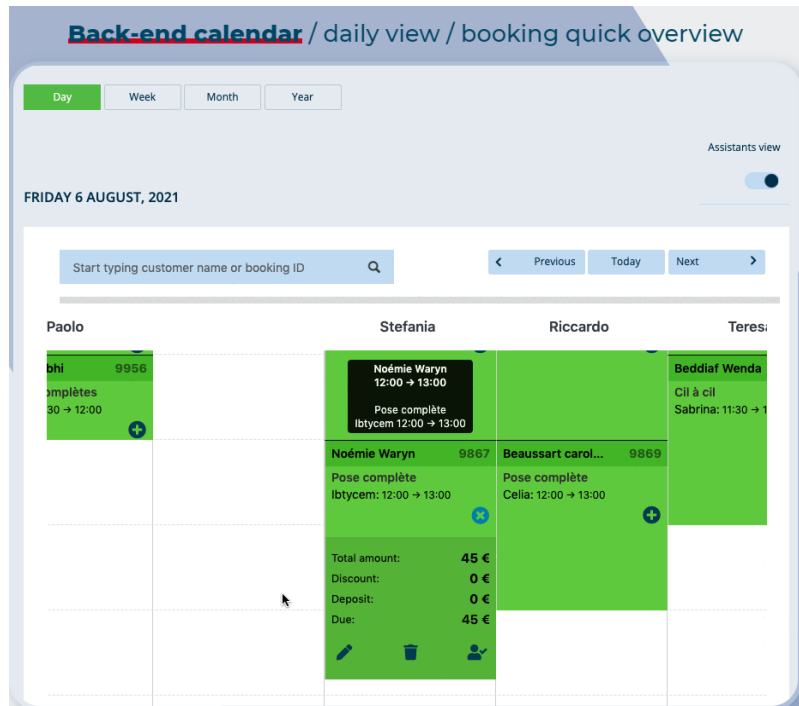 Back-end calendar / daily view / booking quick overview
Day Week Month Year
Assistants view
FRIDAY 6 AUGUST, 2021
Start typing customer name or booking ID
Previous Today Next
Paolo Stefania Riccardo Teres
bhi 9956
omplètes
30 → 12:00
Noémie Waryn
12:00 → 13:00
Pose complète
Ibtycem 12:00 → 13:00
Beddiaf Wenda
Cil à cil
Sabrina: 11:30 → 1
Noémie Waryn 9867
Pose complète
Ibtycem: 12:00 → 13:00
Total amount: 45 €
Discount: 0 €
Deposit: 0 €
Due: 45 €
Beaussart carol... 9869
Pose complète
Celia: 12:00 → 13:00